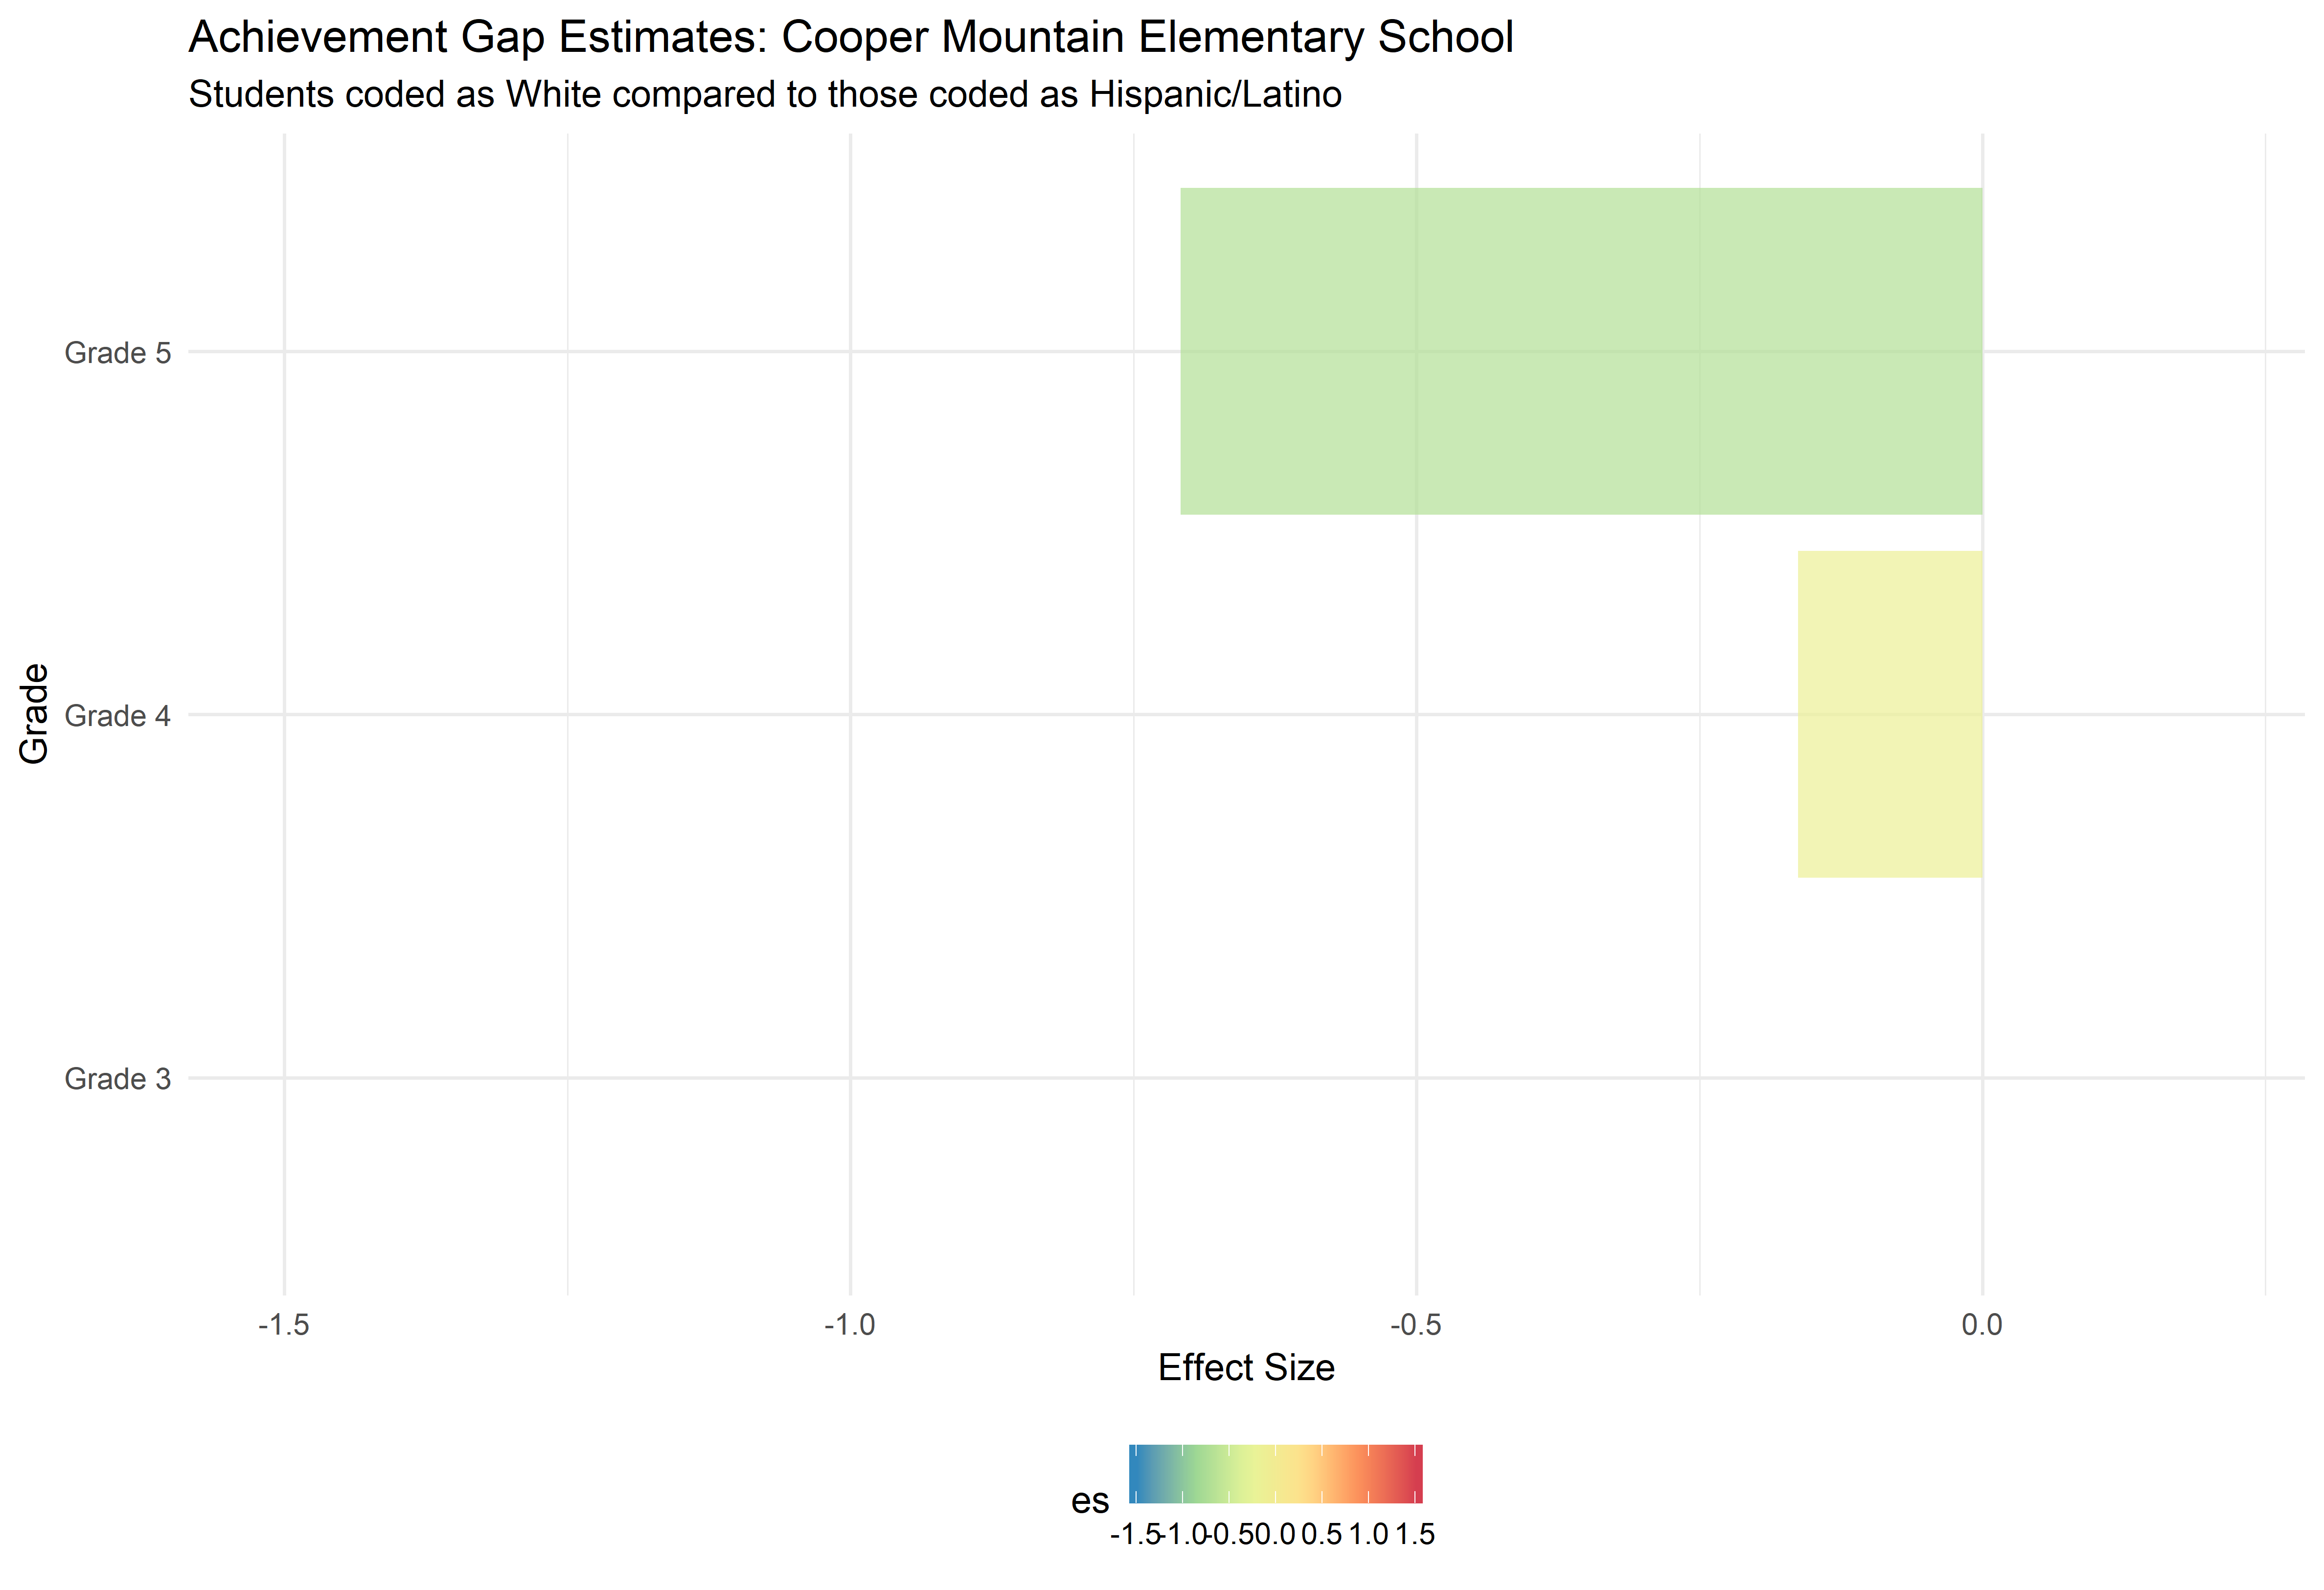 Achievement Gap Estimates: Cooper Mountain Elementary School
Students coded as White compared to those coded as Hispanic/Latino
Grade
Grade 5
Grade 4
Grade 3
-1.5 -1.0 -0.5 0.0
Effect Size
es
-1.5 -1.0 -0.5 0.0 0.5 1.0 1.5